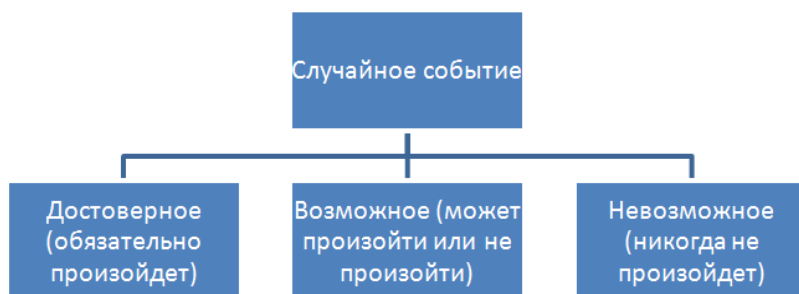 Случайное событие
Достоверное
(обязательно
произойдет)
Возможное (может
произойти или не
произойти)
Невозможное
(никогда не
произойдет)